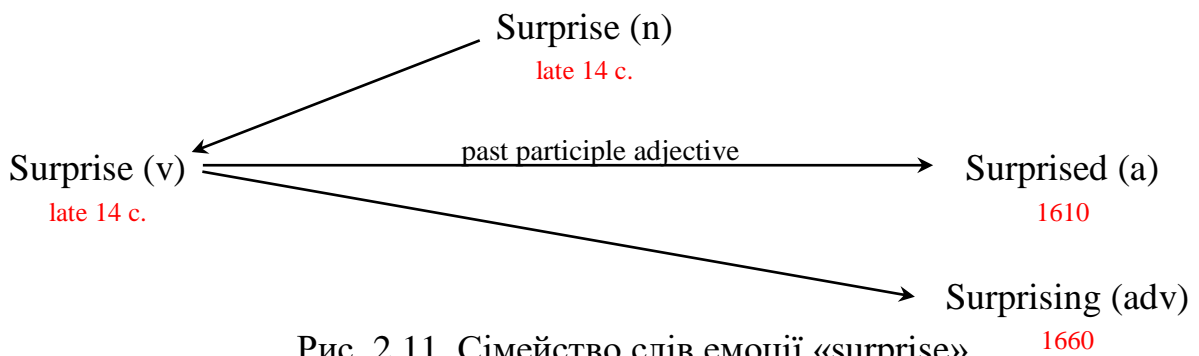 Surprise (n)
late 14 c.
past participle adjective
Surprise (v)
late 14 c.
Surprised (a)
1610
Surprising (adv)
1660
Рис. 2.11. Сімейство слів емоції «surprise»